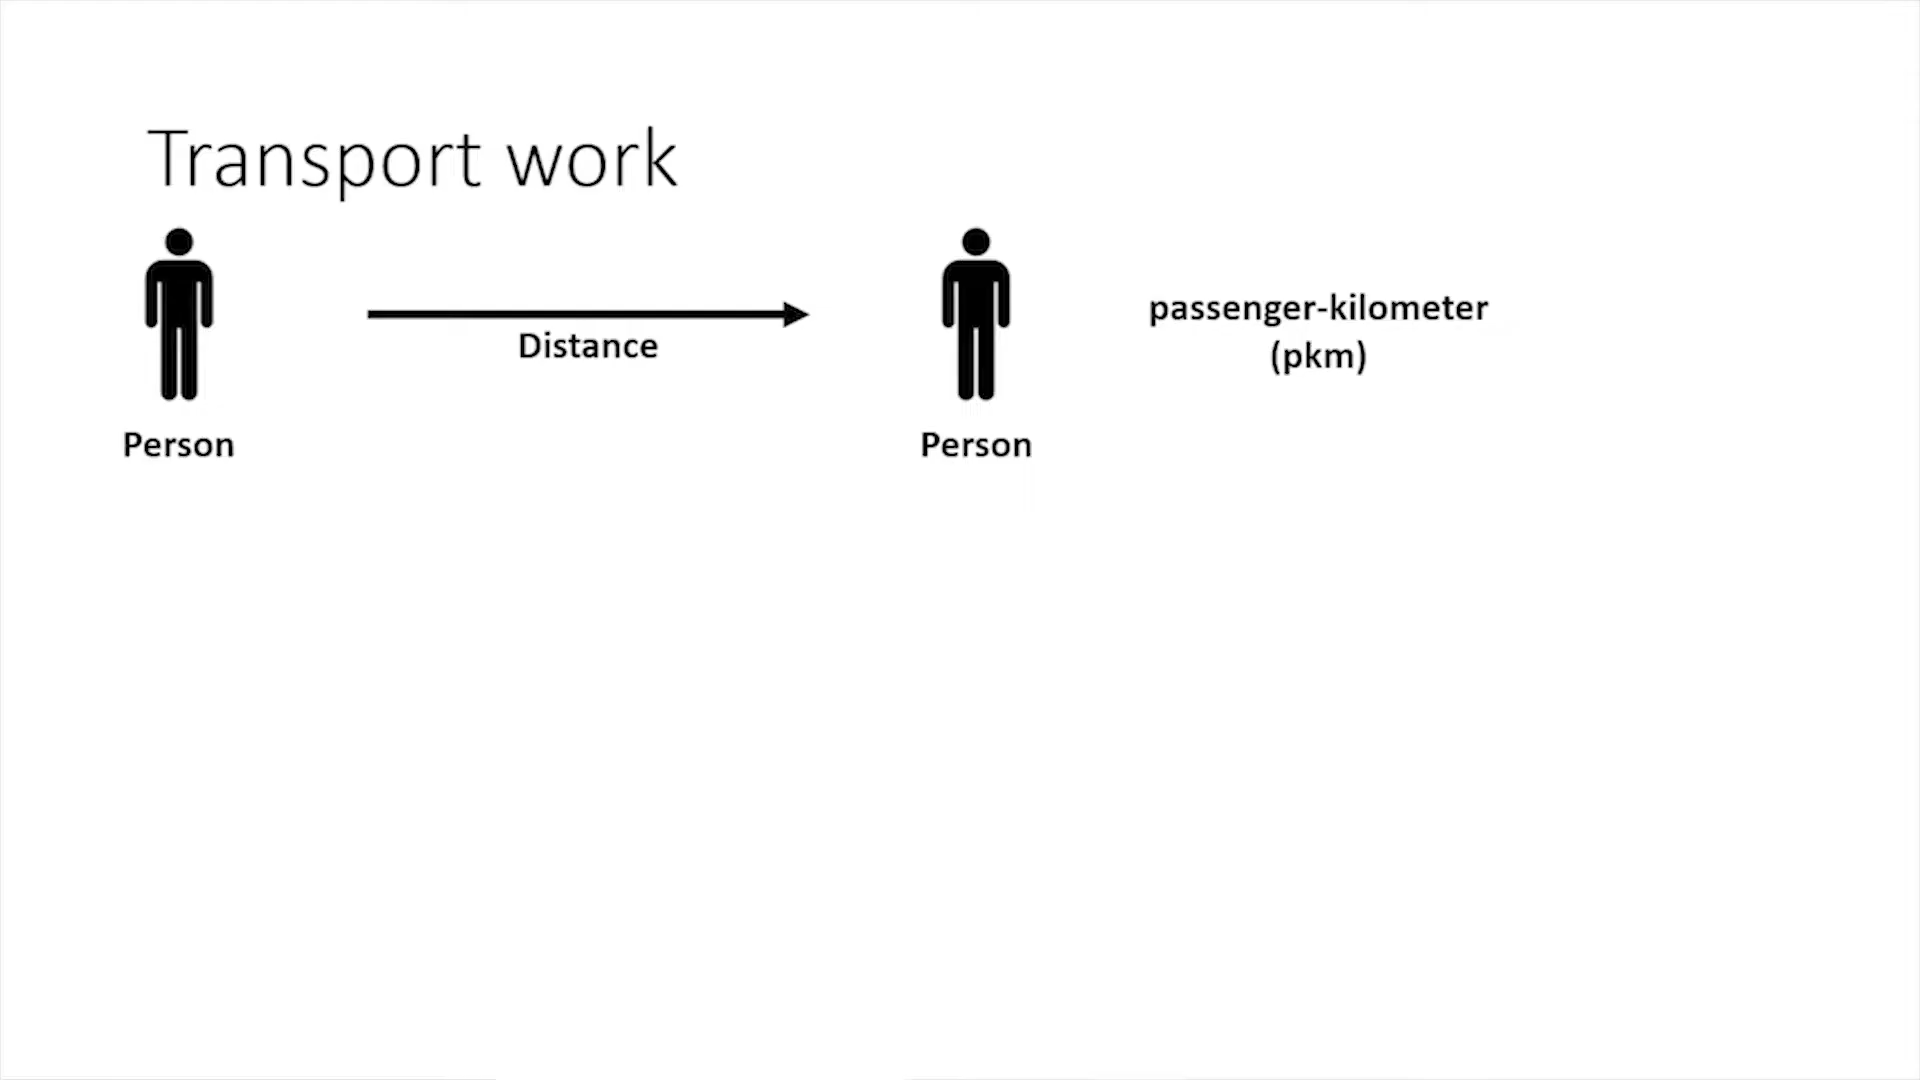 Transport work
Distance
passenger-kilometer
(pkm)
Person
Person